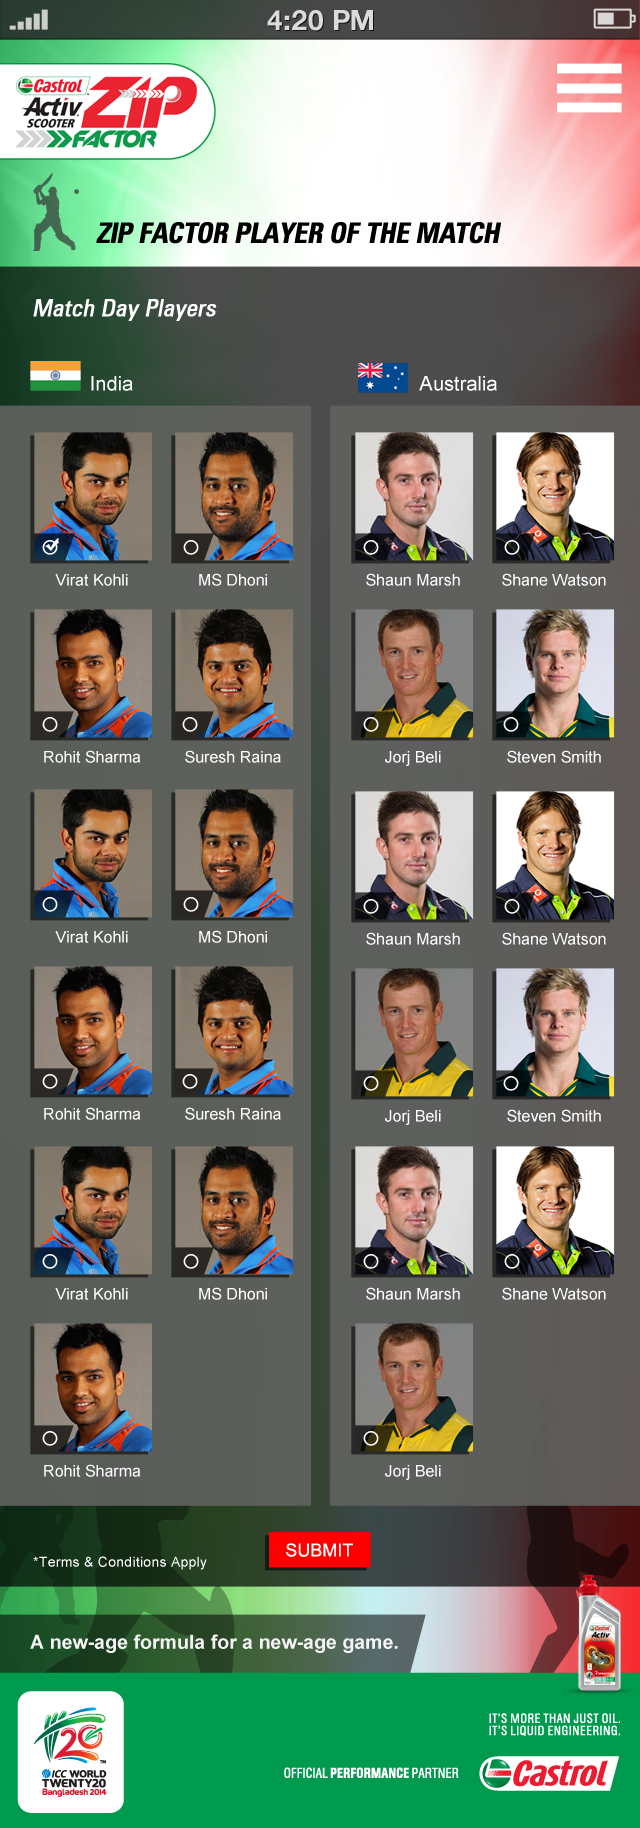 4:20 PM
Castrol
Activ
SCOOTER
ZIP
FACTOR
ZIP FACTOR PLAYER OF THE MATCH
Match Day Players
India
Australia
Virat Kohli
MS Dhoni
Shaun Marsh
Shane Watson
Rohit Sharma
Suresh Raina
Jorj Beli
Steven Smith
Virat Kohli
MS Dhoni
Shaun Marsh
Shane Watson
Rohit Sharma
Suresh Raina
Jorj Beli
Steven Smith
Virat Kohli
MS Dhoni
Shaun Marsh
Shane Watson
Rohit Sharma
Jorj Beli
*Terms & Conditions Apply
SUBMIT
A new-age formula for a new-age game.
Castrol
Activ
T20
TM
ICC WORLD
TWENTY20
Bangladesh 2014
IT'S MORE THAN JUST OIL.
IT'S LIQUID ENGINEERING.
OFFICIAL PERFORMANCE PARTNER
Castrol